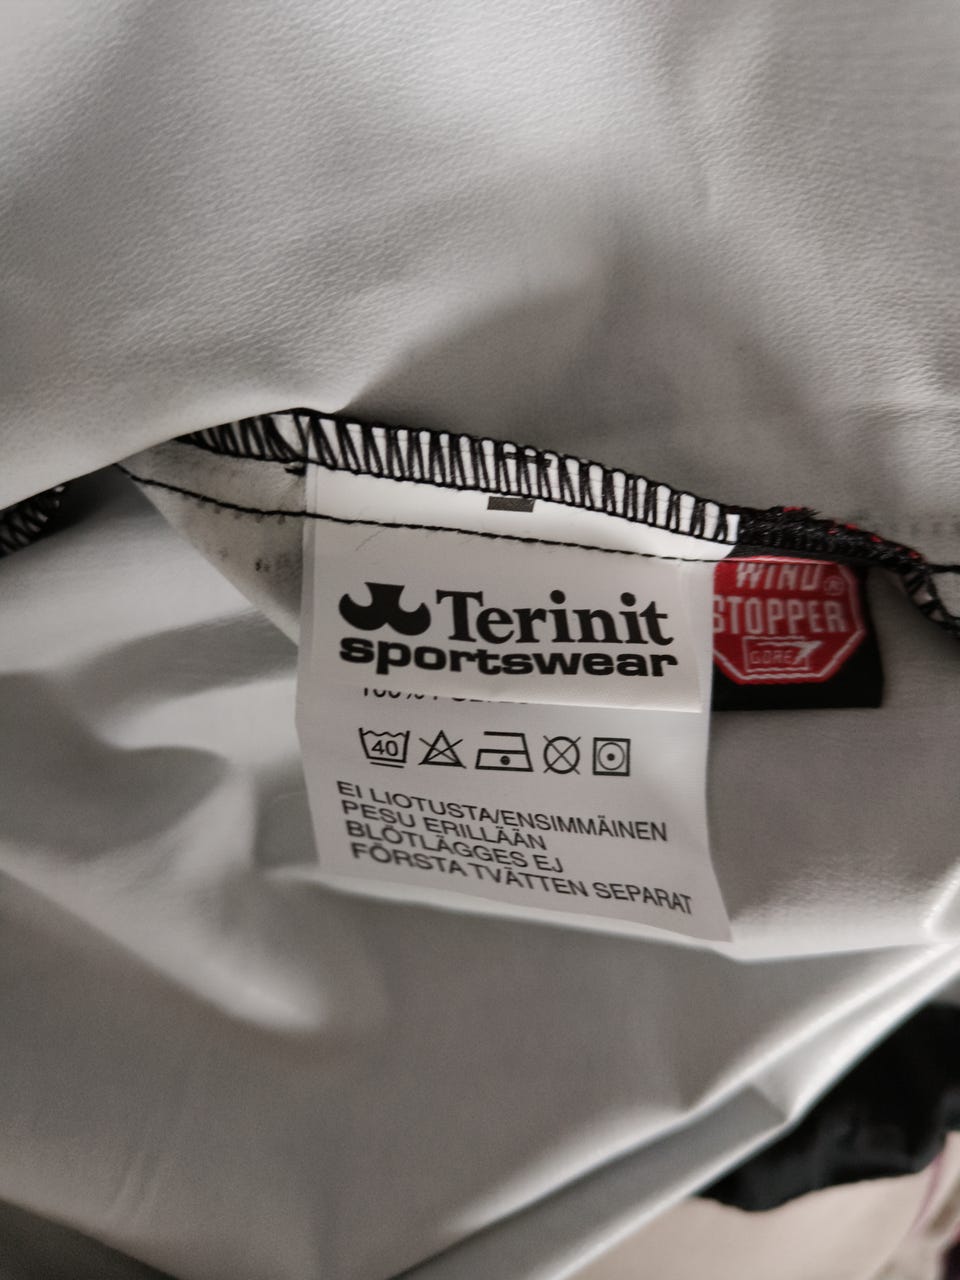 Terinit
sportswear
WIND ®
STOPPER
GORE
40
EI LIOTUSTA/ENSIMMÄINEN
PESU ERILLÄÄN
BLÖTLÄGGES EJ
FÖRSTA TVÄTTEN SEPARAT